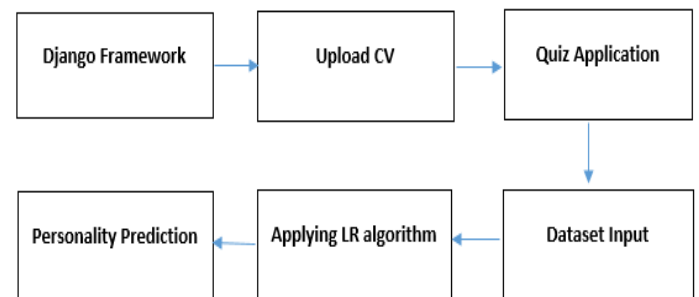 Django Framework
Upload CV
Quiz Application
Personality Prediction
Applying LR algorithm
Dataset Input